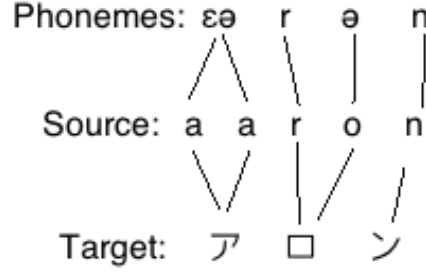 Phonemes: ɛə r ə n
Source: a a r o n
Target: ア ロ ン